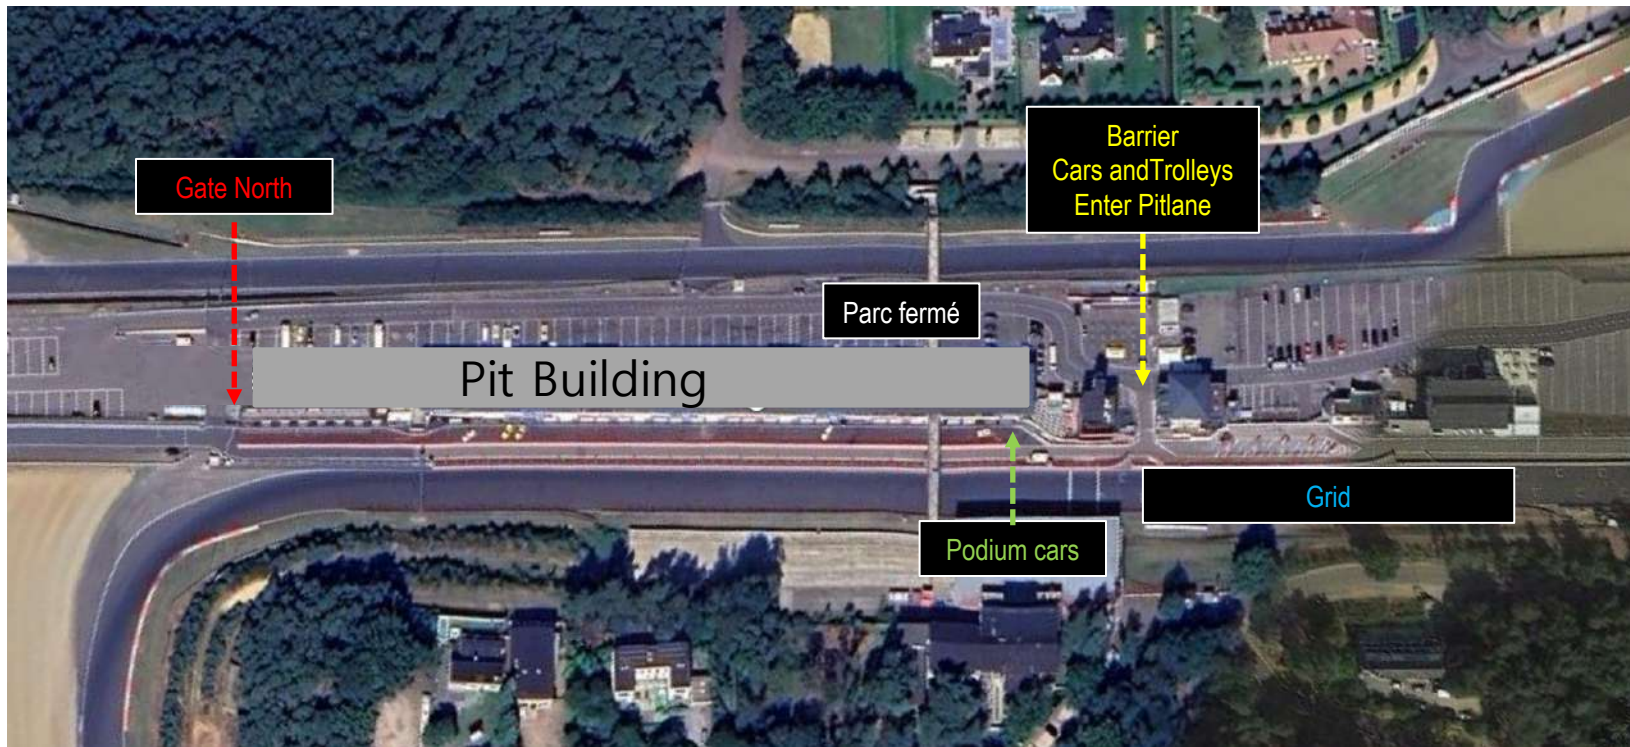 Barrier
Cars andTrolleys
Enter Pitlane
Gate North
Parc fermé
Pit Building
Grid
Podium cars